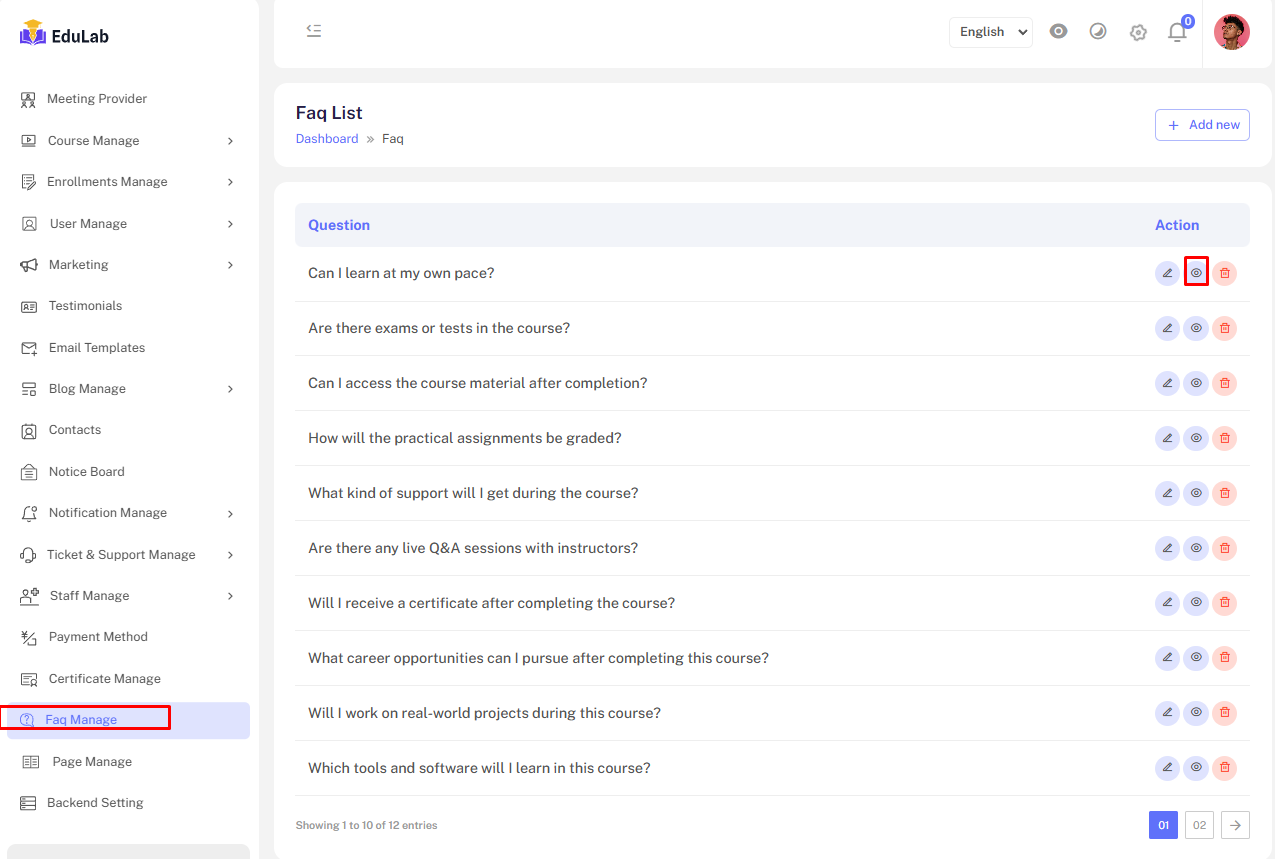 EduLab
English
0
Meeting Provider
Course Manage
Enrollments Manage
User Manage
Marketing
Testimonials
Email Templates
Blog Manage
Contacts
Notice Board
Notification Manage
Ticket & Support Manage
Staff Manage
Payment Method
Certificate Manage
Faq Manage
Page Manage
Backend Setting
Faq List
Dashboard » Faq
+ Add new
Question Action
Can I learn at my own pace?
Are there exams or tests in the course?
Can I access the course material after completion?
How will the practical assignments be graded?
What kind of support will I get during the course?
Are there any live Q&A sessions with instructors?
Will I receive a certificate after completing the course?
What career opportunities can I pursue after completing this course?
Will I work on real-world projects during this course?
Which tools and software will I learn in this course?
Showing 1 to 10 of 12 entries
01 02